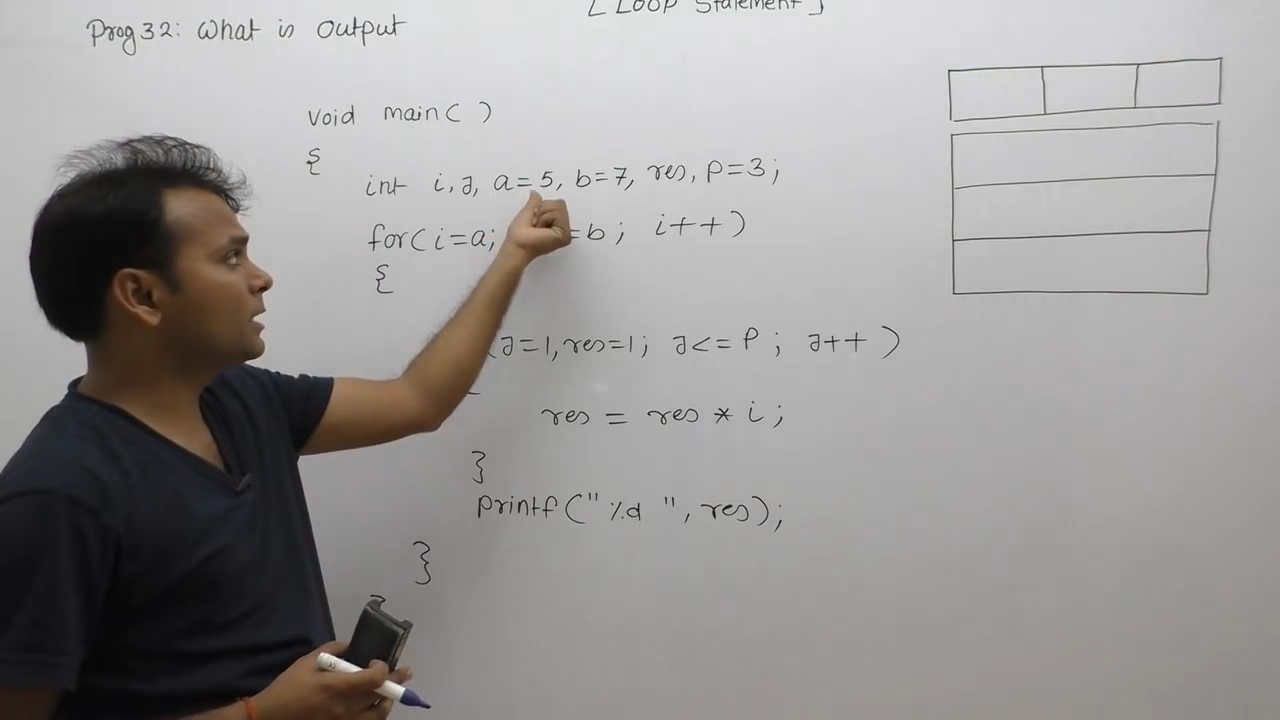 [ Loop Statement ]
Prog 32: What is Output
void main( )
{
int i, j, a=5, b=7, res, P=3;
for(i=a; =b; i++)
{
(j=1, res=1; j<= P; j++)
res = res * i;
}
printf("%d ", res);
}